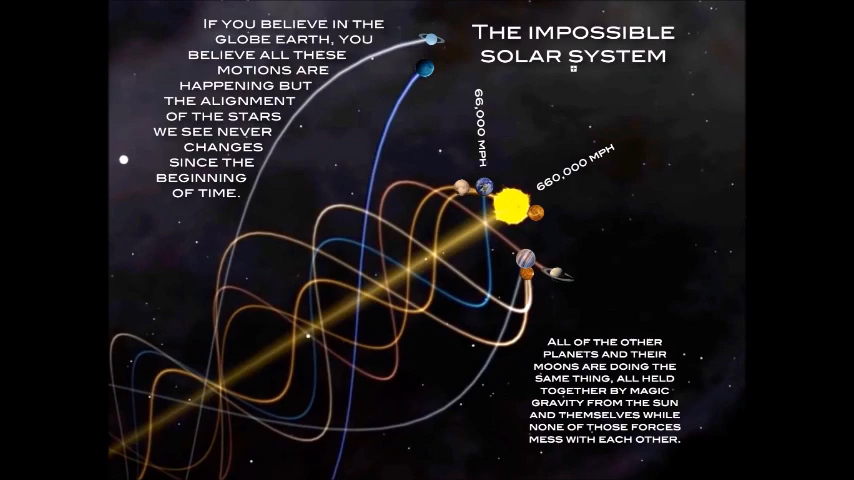 If you believe in the
globe earth, you
believe all these
motions are
happening but
the alignment
of the stars
we see never
changes
since the
beginning
of time.
The impossible
solar system
66,000 mph
660,000 mph
All of the other
planets and their
moons are doing the
same thing, all held
together by magic
gravity from the sun
and themselves while
none of those forces
mess with each other.